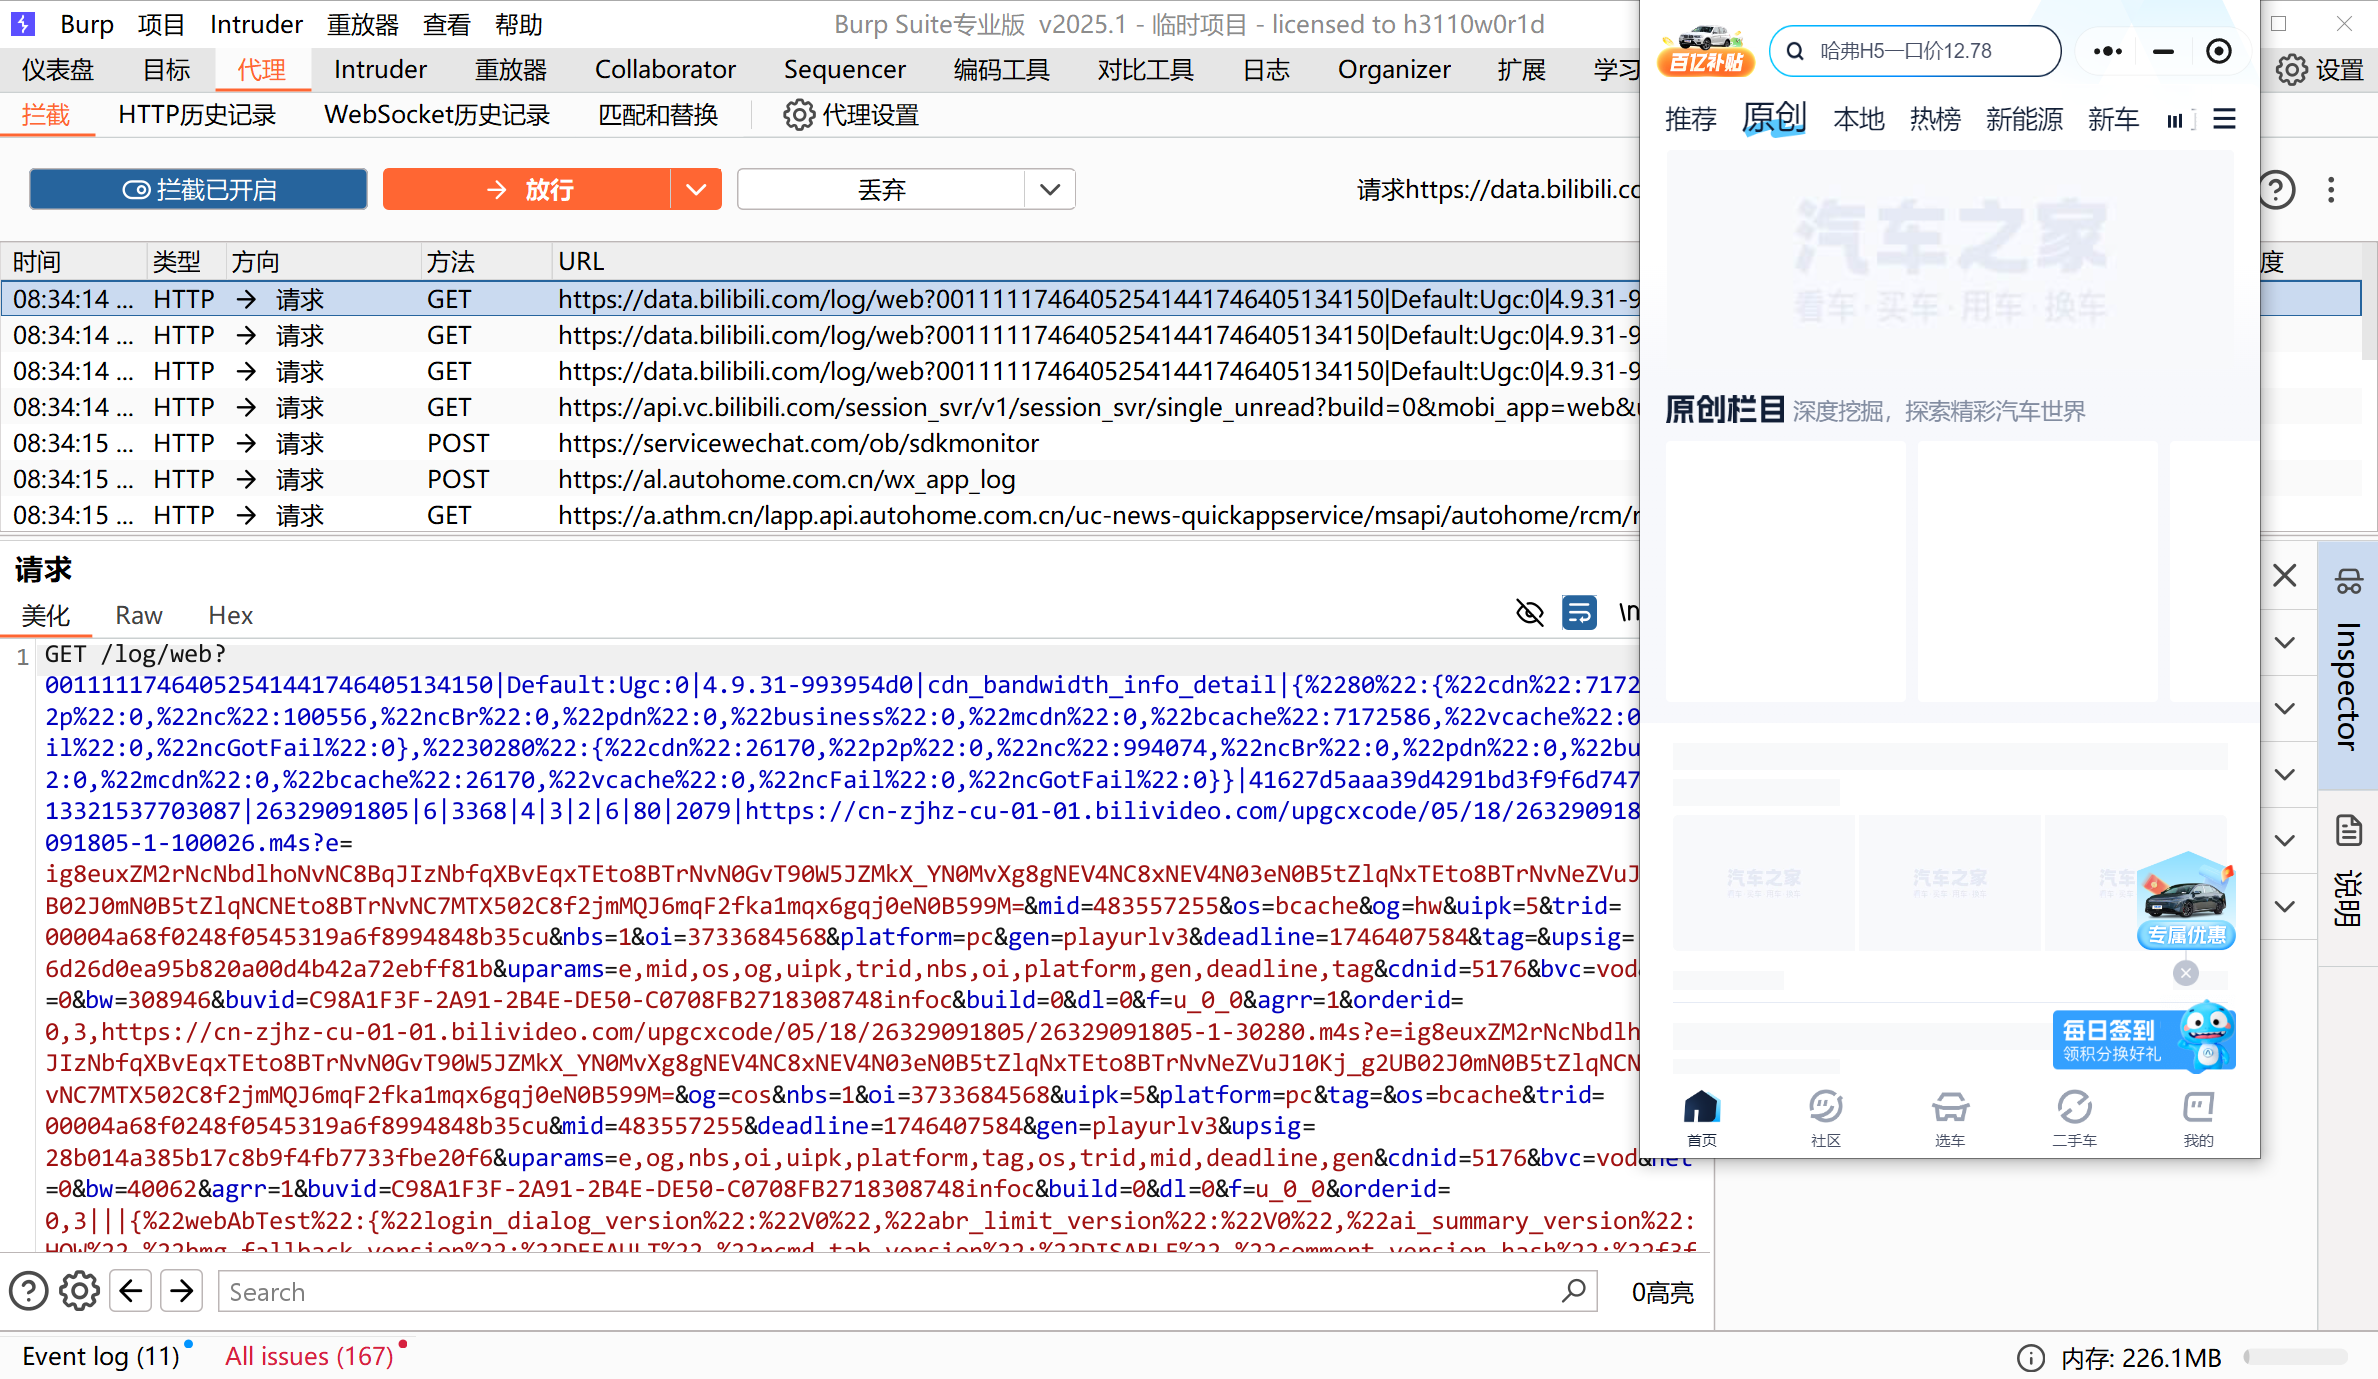 Burp 项目 Intruder 重放器 查看 帮助
Burp Suite专业版 v2025.1 - 临时项目 - licensed to h3110w0r1d
仪表盘 目标 代理 Intruder 重放器 Collaborator Sequencer 编码工具 对比工具 日志 Organizer 扩展 学习
设置
拦截 HTTP历史记录 WebSocket历史记录 匹配和替换 代理设置
拦截已开启 放行 丢弃 请求https://data.bilibili.co
时间 类型 方向 方法 URL
度
08:34:14 ... HTTP → 请求 GET https://data.bilibili.com/log/web?0011111746405254144​1746405134150|Default:Ugc:0|4.9.31-9
08:34:14 ... HTTP → 请求 GET https://data.bilibili.com/log/web?0011111746405254144​1746405134150|Default:Ugc:0|4.9.31-9
08:34:14 ... HTTP → 请求 GET https://data.bilibili.com/log/web?0011111746405254144​1746405134150|Default:Ugc:0|4.9.31-9
08:34:14 ... HTTP → 请求 GET https://api.vc.bilibili.com/session_svr/v1/session_svr/single_unread?build=0&mobi_app=web&u
08:34:15 ... HTTP → 请求 POST https://servicewechat.com/ob/sdkmonitor
08:34:15 ... HTTP → 请求 POST https://al.autohome.com.cn/wx_app_log
08:34:15 ... HTTP → 请求 GET https://a.athm.cn/lapp.api.autohome.com.cn/uc-news-quickappservice/msapi/autohome/rcm/r
请求
美化 Raw Hex
\n
1 GET /log/web?
00111117464052541441746405134150|Default:Ugc:0|4.9.31-993954d0|cdn_bandwidth_info_detail|{%2280%22:{%22cdn%22:7172
2p%22:0,%22nc%22:100556,%22ncBr%22:0,%22pdn%22:0,%22business%22:0,%22mcdn%22:0,%22bcache%22:7172586,%22vcache%22:0
il%22:0,%22ncGotFail%22:0},%2230280%22:{%22cdn%22:26170,%22p2p%22:0,%22nc%22:994074,%22ncBr%22:0,%22pdn%22:0,%22bu
2:0,%22mcdn%22:0,%22bcache%22:26170,%22vcache%22:0,%22ncFail%22:0,%22ncGotFail%22:0}}|41627d5aaa39d4291bd3f9f6d747
13321537703087|26329091805|6|3368|4|3|2|6|80|2079|https://cn-zjhz-cu-01-01.bilivideo.com/upgcxcode/05/18/263290918
091805-1-100026.m4s?e=
ig8euxZM2rNcNbdlhoNvNC8BqJIzNbfqXBvEqxTEto8BTrNvN0GvT90W5JZMkX_YN0MvXg8gNEV4NC8xNEV4N03eN0B5tZlqNxTEto8BTrNvNeZVuJ
B02J0mN0B5tZlqNCNEto8BTrNvNC7MTX502C8f2jmMQJ6mqF2fka1mqx6gqj0eN0B599M=&mid=483557255&os=bcache&og=hw&uipk=5&trid=
00004a68f0248f0545319a6f8994848b35cu&nbs=1&oi=3733684568&platform=pc&gen=playurlv3&deadline=1746407584&tag=&upsig=
6d26d0ea95b820a00d4b42a72ebff81b&uparams=e,mid,os,og,uipk,trid,nbs,oi,platform,gen,deadline,tag&cdnid=5176&bvc=vod
=0&bw=308946&buvid=C98A1F3F-2A91-2B4E-DE50-C0708FB2718308748infoc&build=0&dl=0&f=u_0_0&agrr=1&orderid=
0,3,https://cn-zjhz-cu-01-01.bilivideo.com/upgcxcode/05/18/26329091805/26329091805-1-30280.m4s?e=ig8euxZM2rNcNbdlh
JIzNbfqXBvEqxTEto8BTrNvN0GvT90W5JZMkX_YN0MvXg8gNEV4NC8xNEV4N03eN0B5tZlqNxTEto8BTrNvNeZVuJ10Kj_g2UB02J0mN0B5tZlqNCN
vNC7MTX502C8f2jmMQJ6mqF2fka1mqx6gqj0eN0B599M=&og=cos&nbs=1&oi=3733684568&uipk=5&platform=pc&tag=&os=bcache&trid=
00004a68f0248f0545319a6f8994848b35cu&mid=483557255&deadline=1746407584&gen=playurlv3&upsig=
28b014a385b17c8b9f4fb7733fbe20f6&uparams=e,og,nbs,oi,uipk,platform,tag,os,trid,mid,deadline,gen&cdnid=5176&bvc=vod&net
=0&bw=40062&agrr=1&buvid=C98A1F3F-2A91-2B4E-DE50-C0708FB2718308748infoc&build=0&dl=0&f=u_0_0&orderid=
0,3|||{%22webAbTest%22:{%22login_dialog_version%22:%22V0%22,%22abr_limit_version%22:%22V0%22,%22ai_summary_version%22:
Search
0高亮
Event log (11) All issues (167)
内存: 226.1MB
Inspector
说明
百亿补贴
哈弗H5一口价12.78
推荐 原创 本地 热榜 新能源 新车
汽车之家
看车·买车·用车·换车
原创栏目 深度挖掘，探索精彩汽车世界
汽车之家 汽车之家 汽车
专属优惠
每日签到
领积分换好礼
首页 社区 选车 二手车 我的